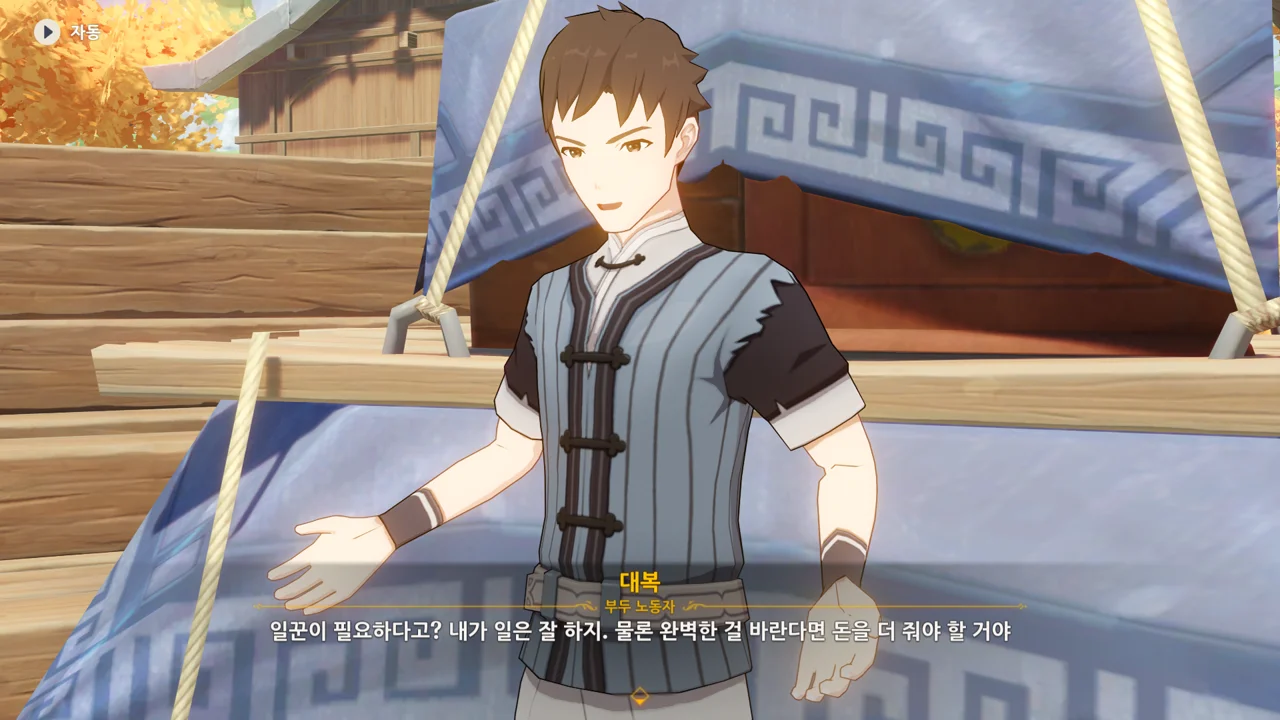 자동
대복
부두 노동자
일꾼이 필요하다고? 내가 일은 잘 하지. 물론 완벽한 걸 바란다면 돈을 더 줘야 할 거야